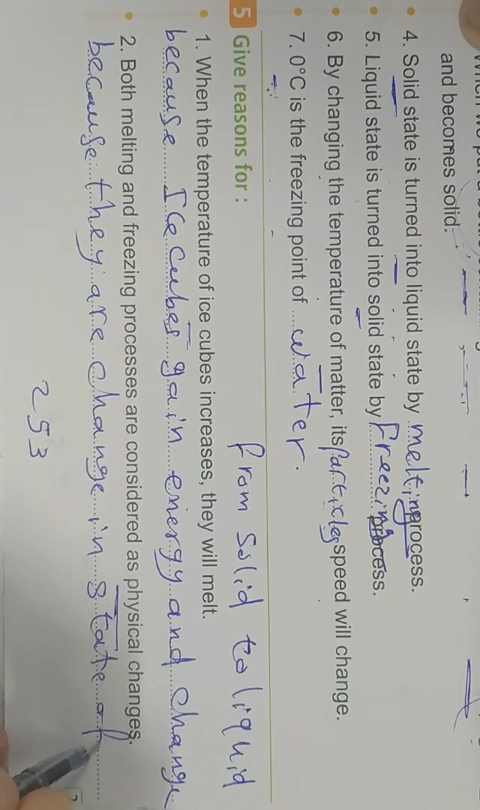 and becomes solid.
4. Solid state is turned into liquid state by melting process.
5. Liquid state is turned into solid state by Freezing process.
6. By changing the temperature of matter, its particles speed will change.
7. 0°C is the freezing point of water.
5 Give reasons for :
from solid to liquid
1. When the temperature of ice cubes increases, they will melt.
because Ice cubes gain energy and change
2. Both melting and freezing processes are considered as physical changes.
because they are change in state of
253